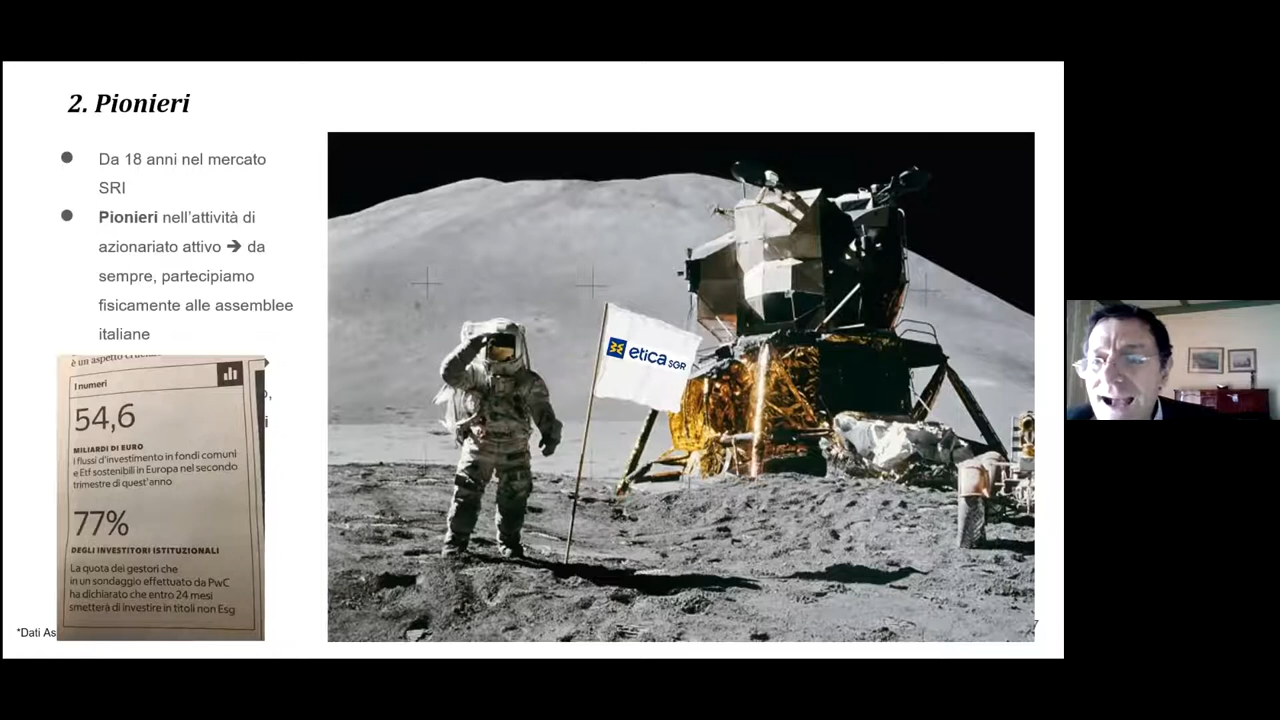 2. Pionieri
● Da 18 anni nel mercato
SRI
● Pionieri nell'attività di
azionariato attivo ➔ da
sempre, partecipiamo
fisicamente alle assemblee
italiane
è un aspetto
I numeri
54,6
MILIARDI DI EURO
I flussi d'investimento in fondi comuni
e Etf sostenibili in Europa nel secondo
trimestre di quest'anno
77%
DEGLI INVESTITORI ISTITUZIONALI
La quota dei gestori che
in un sondaggio effettuato da PwC
ha dichiarato che entro 24 mesi
smetterà di investire in titoli non Esg
*Dati As
etica SGR
7